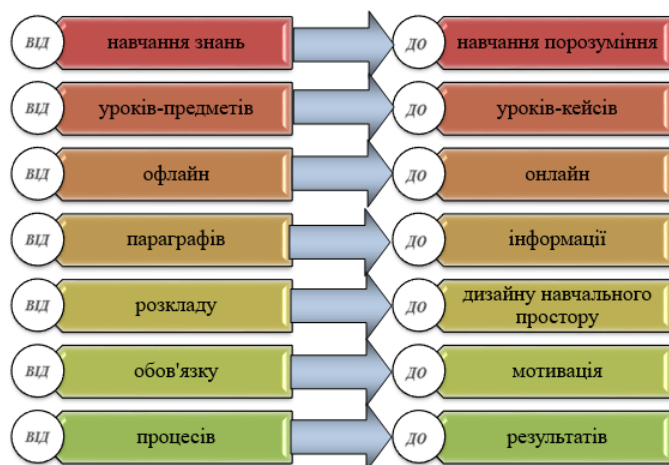 ВІД навчання знань ДО навчання порозуміння
ВІД уроків-предметів ДО уроків-кейсів
ВІД офлайн ДО онлайн
ВІД параграфів ДО інформації
ВІД розкладу ДО дизайну навчального
простору
ВІД обов'язку ДО мотивація
ВІД процесів ДО результатів